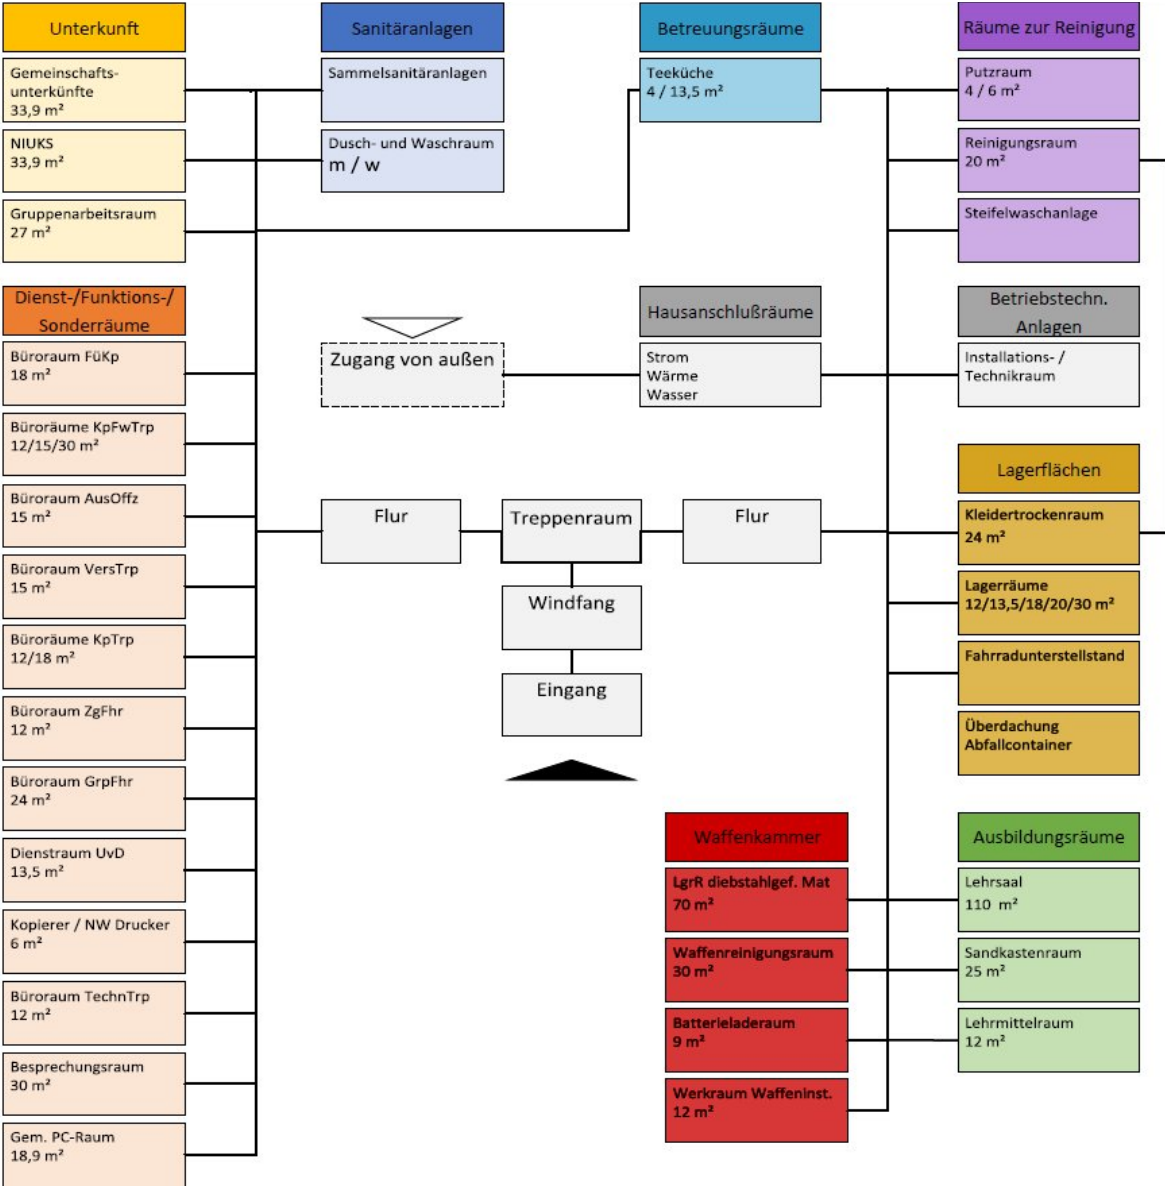 Unterkunft
Gemeinschafts-
unterkünfte
33,9 m²
NIUKS
33,9 m²
Gruppenarbeitsraum
27 m²
Dienst-/Funktions-/
Sonderräume
Büroraum FüKp
18 m²
Büroräume KpFwTrp
12/15/30 m²
Büroraum AusOffz
15 m²
Büroraum VersTrp
15 m²
Büroräume KpTrp
12/18 m²
Büroraum ZgFhr
12 m²
Büroraum GrpFhr
24 m²
Dienstraum UvD
13,5 m²
Kopierer / NW Drucker
6 m²
Büroraum TechnTrp
12 m²
Besprechungsraum
30 m²
Gem. PC-Raum
18,9 m²
Sanitäranlagen
Sammelsanitäranlagen
Dusch- und Waschraum
m / w
Zugang von außen
Flur
Treppenraum
Flur
Windfang
Eingang
Betreuungsräume
Teeküche
4 / 13,5 m²
Hausanschlußräume
Strom
Wärme
Wasser
Waffenkammer
LgrR diebstahlgef. Mat
70 m²
Waffenreinigungsraum
30 m²
Batterieladeraum
9 m²
Werkraum Waffeninst.
12 m²
Räume zur Reinigung
Putzraum
4 / 6 m²
Reinigungsraum
20 m²
Steifelwaschanlage
Betriebstechn.
Anlagen
Installations- /
Technikraum
Lagerflächen
Kleidertrockenraum
24 m²
Lagerräume
12/13,5/18/20/30 m²
Fahrradunterstellstand
Überdachung
Abfallcontainer
Ausbildungsräume
Lehrsaal
110 m²
Sandkastenraum
25 m²
Lehrmittelraum
12 m²